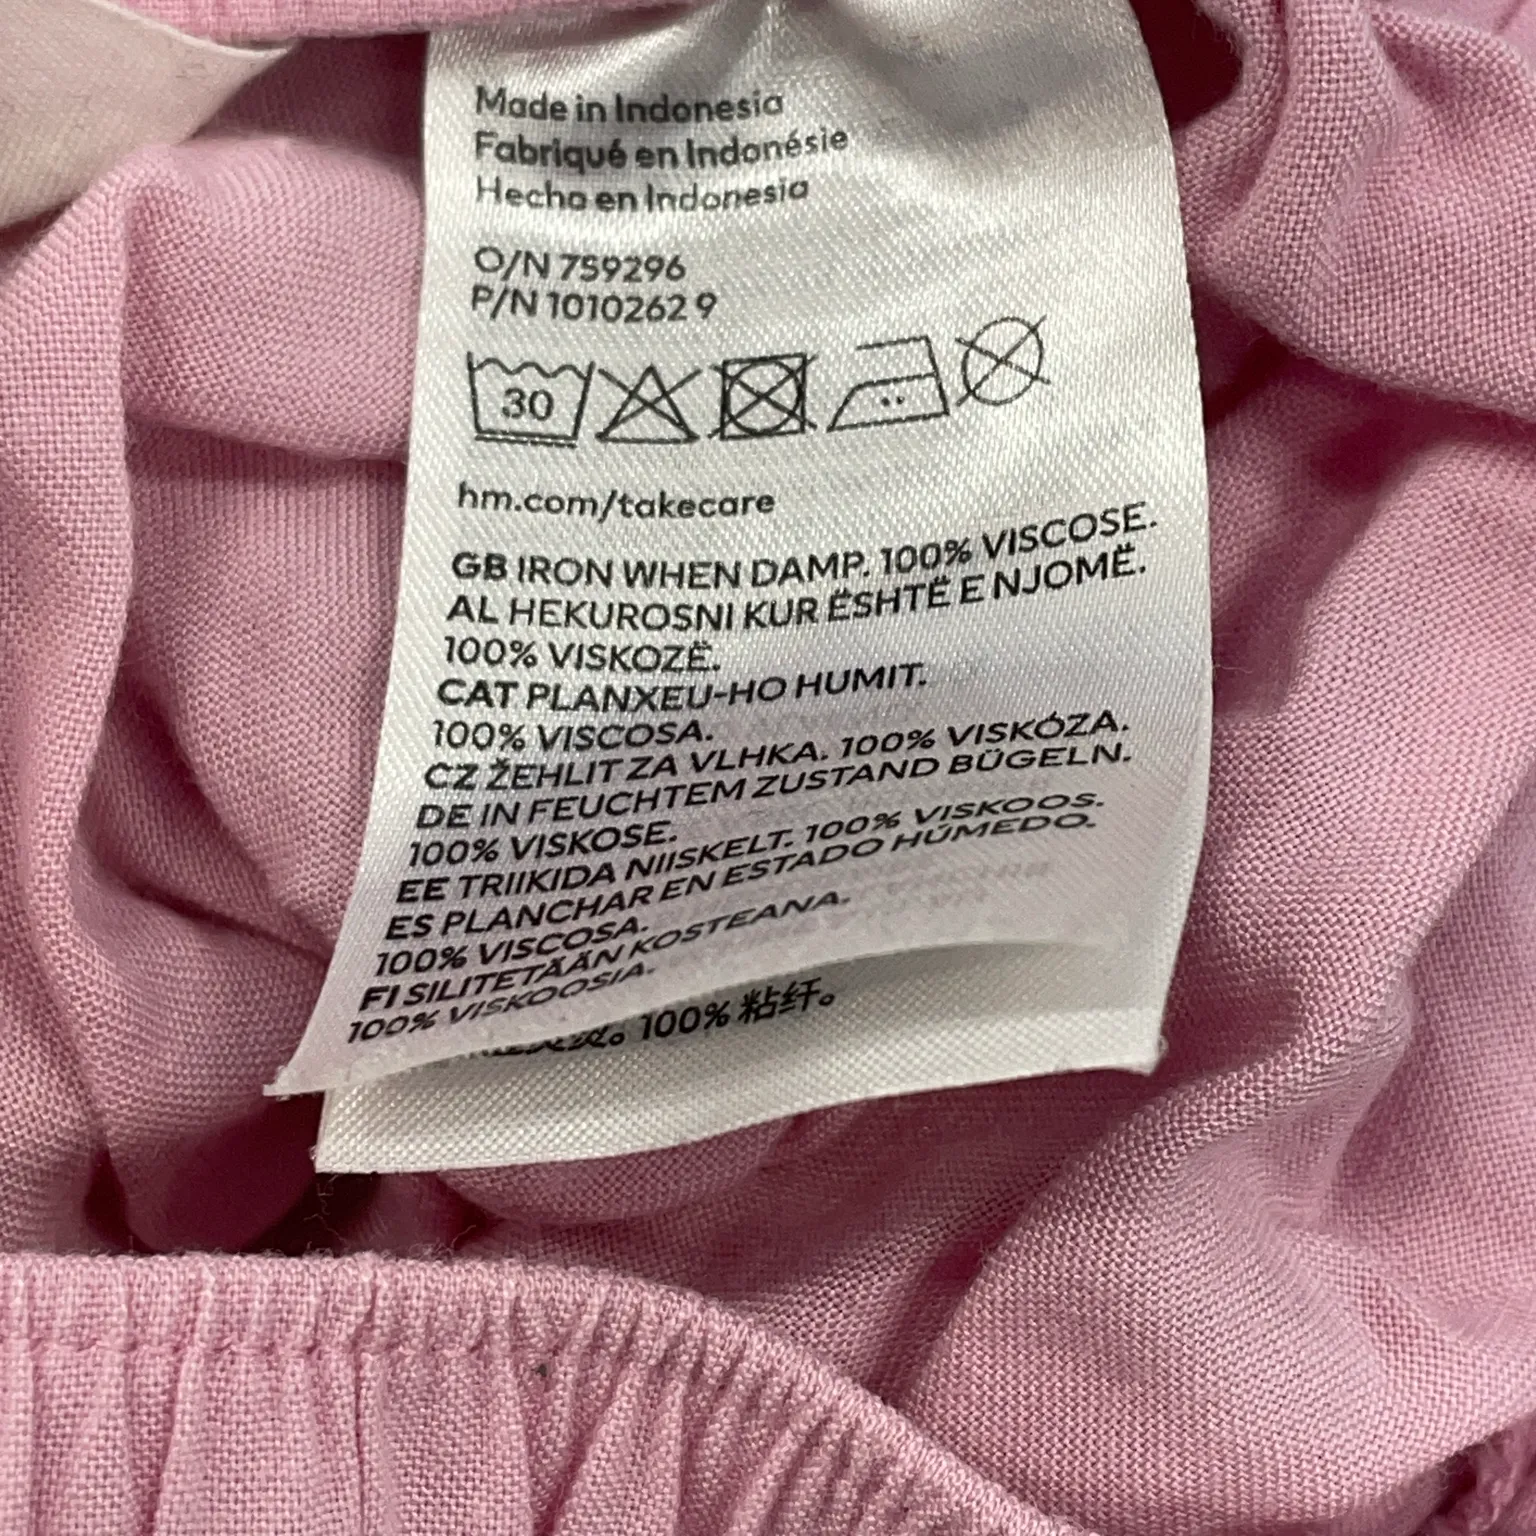 Made in Indonesia
Fabriqué en Indonésie
Hecho en Indonesia
O/N 759296
P/N 1010262 9
30
hm.com/takecare
GB IRON WHEN DAMP. 100% VISCOSE.
AL HEKUROSNI KUR ËSHTË E NJOMË.
100% VISKOZË.
CAT PLANXEU-HO HUMIT.
100% VISCOSA.
CZ ŽEHLIT ZA VLHKA. 100% VISKÓZA.
DE IN FEUCHTEM ZUSTAND BÜGELN.
100% VISKOSE.
EE TRIIKIDA NIISKELT. 100% VISKOOS.
ES PLANCHAR EN ESTADO HÚMEDO.
100% VISCOSA.
FI SILITETÄÄN KOSTEANA.
100% VISKOOSIA.
100% 粘纤。